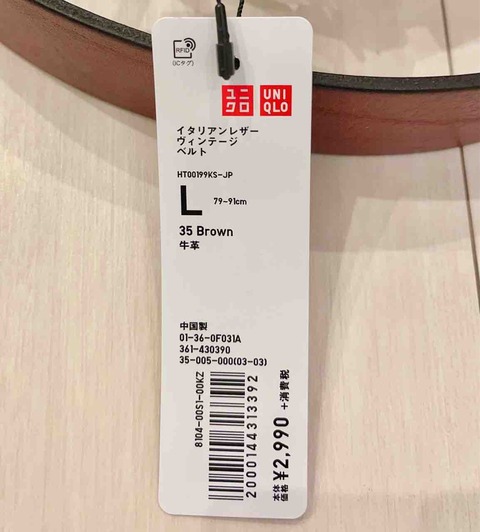 RFID
(ICタグ)
ユニ
クロ
UNI
QLO
イタリアンレザー
ヴィンテージ
ベルト
HT00199KS-JP
L 79~91cm
35 Brown
牛革
中国製
01-36-0F031A
361-430390
35-005-000(03-03)
8104-00S1-00KZ
2000144313392
本体
価格 ¥2,990 +消費税